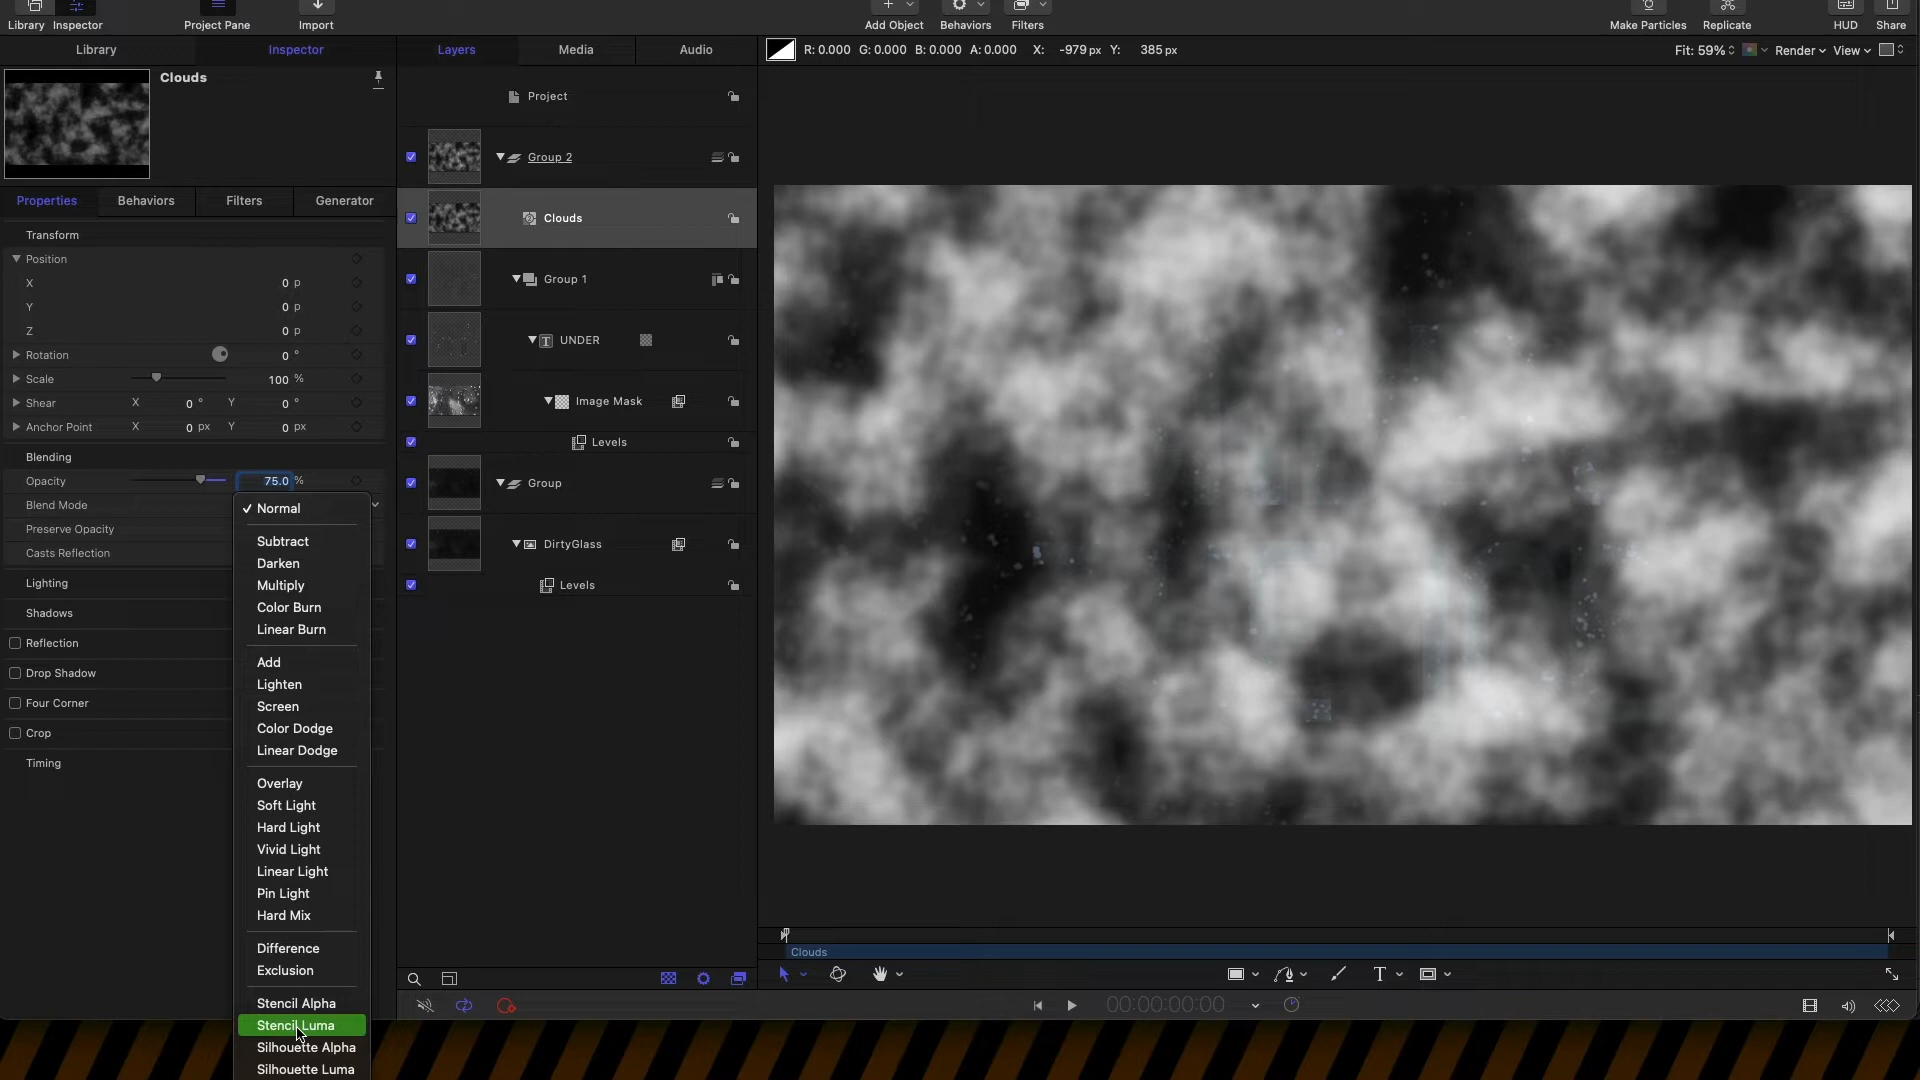 Library Inspector Project Pane Import Add Object Behaviors Filters Make Particles Replicate HUD Share
Library Inspector Layers Media Audio R: 0.000 G: 0.000 B: 0.000 A: 0.000 X: -979 px Y: 385 px Fit: 59% Render View
Clouds
Project
Group 2
Properties Behaviors Filters Generator
Clouds
Transform
Position
X 0 p
Y 0 p
Z 0 p
Rotation 0 °
Scale 100 %
Shear X 0 ° Y 0 °
Anchor Point X 0 px Y 0 px
Blending
Opacity 75.0 %
Blend Mode
Preserve Opacity
Casts Reflection
Lighting
Shadows
Reflection
Drop Shadow
Four Corner
Crop
Timing
Normal
Subtract
Darken
Multiply
Color Burn
Linear Burn
Add
Lighten
Screen
Color Dodge
Linear Dodge
Overlay
Soft Light
Hard Light
Vivid Light
Linear Light
Pin Light
Hard Mix
Difference
Exclusion
Stencil Alpha
Stencil Luma
Silhouette Alpha
Silhouette Luma
Group 1
UNDER
Image Mask
Levels
Group
DirtyGlass
Levels
Clouds
00:00:00:00